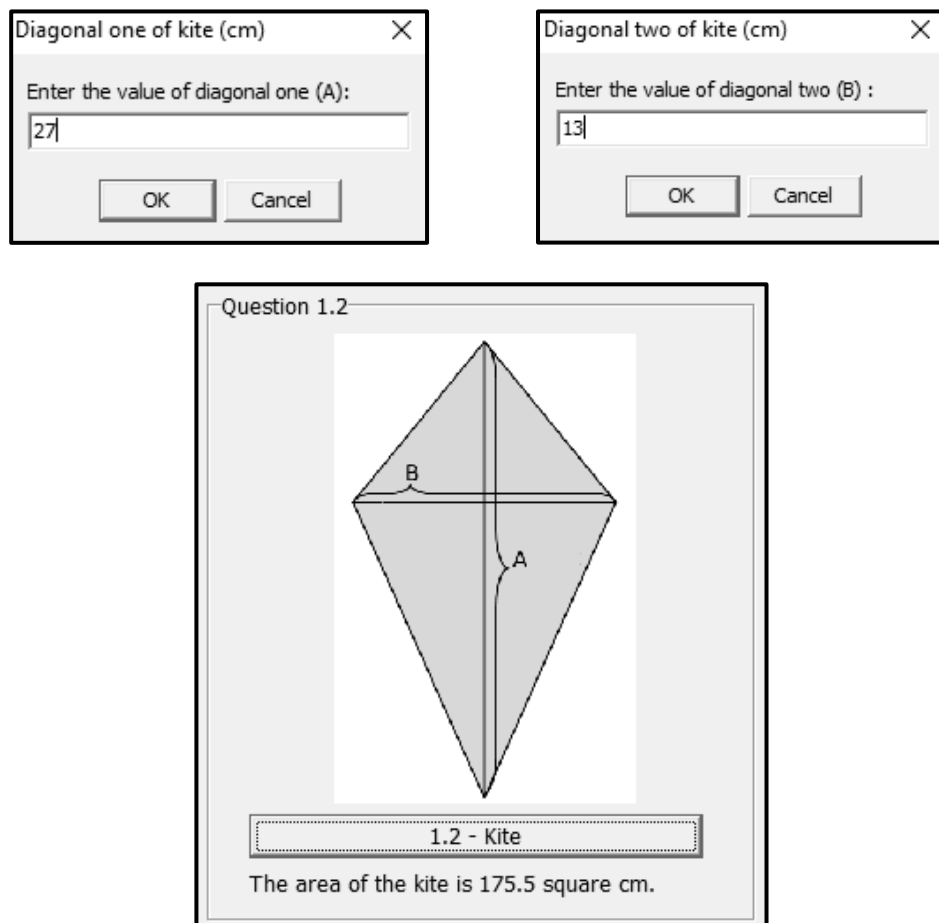 Diagonal one of kite (cm)
Enter the value of diagonal one (A):
27
OK Cancel
Diagonal two of kite (cm)
Enter the value of diagonal two (B) :
13
OK Cancel
Question 1.2
B
A
1.2 - Kite
The area of the kite is 175.5 square cm.